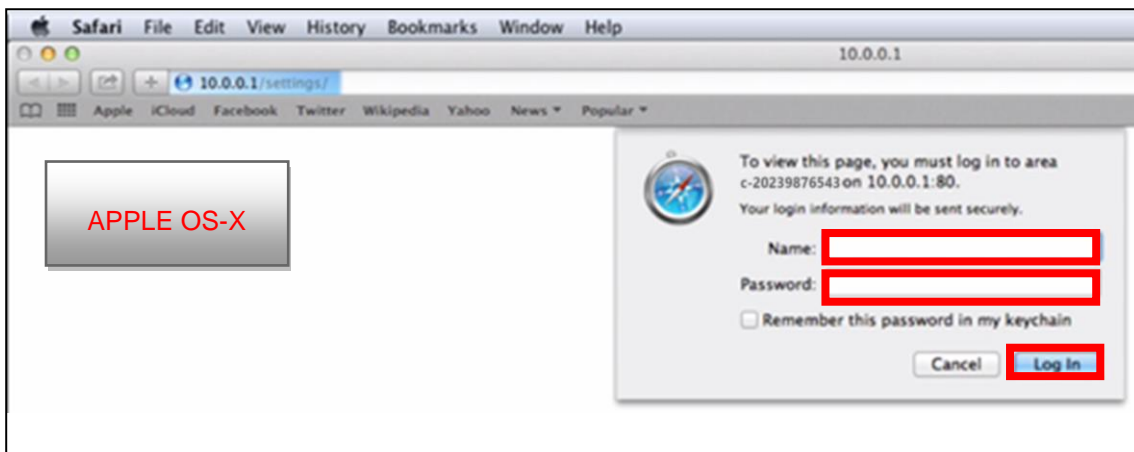 Safari File Edit View History Bookmarks Window Help
10.0.0.1
10.0.0.1/settings/
Apple iCloud Facebook Twitter Wikipedia Yahoo News Popular
APPLE OS-X
To view this page, you must log in to area
c-20239876543 on 10.0.0.1:80.
Your login information will be sent securely.
Name:
Password:
Remember this password in my keychain
Cancel Log In